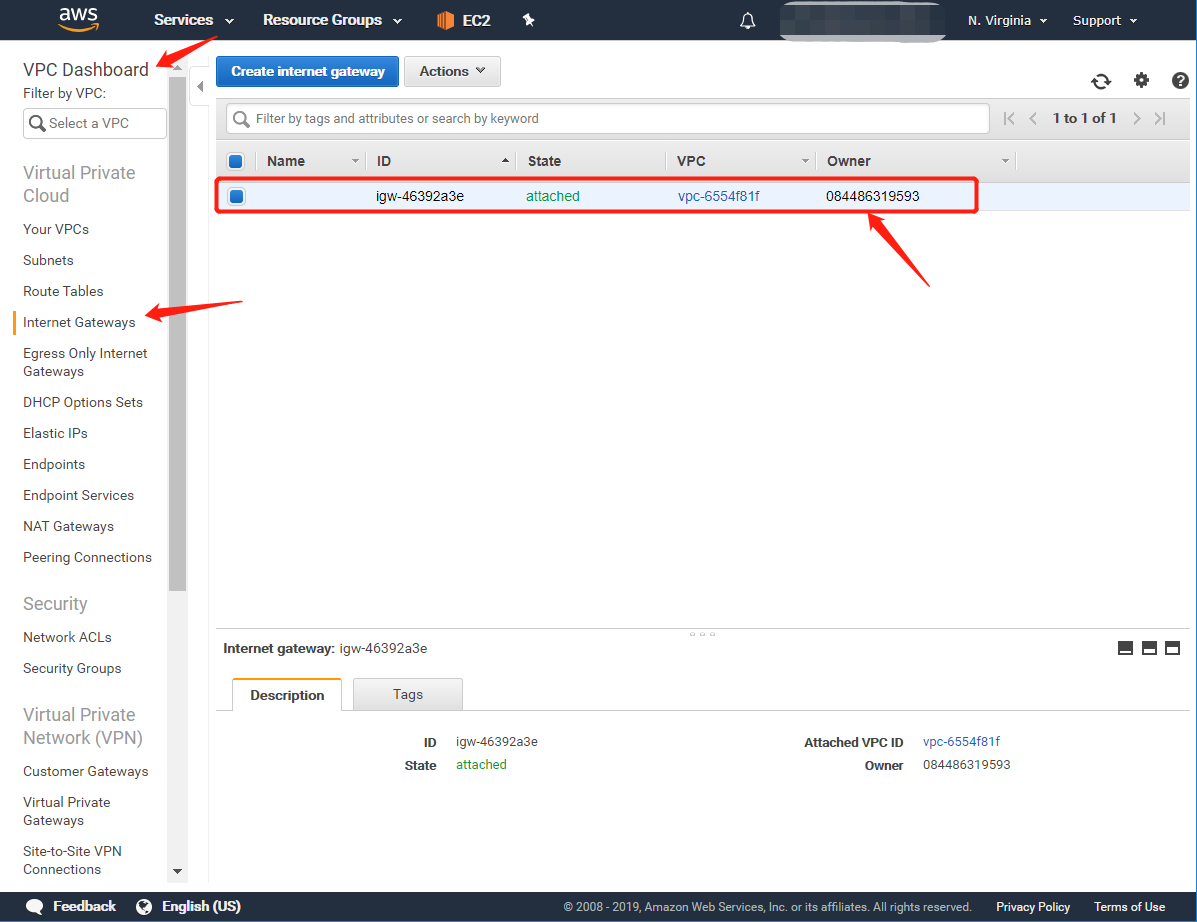 aws Services Resource Groups EC2 N. Virginia Support
VPC Dashboard
Filter by VPC:
Select a VPC
Virtual Private
Cloud
Your VPCs
Subnets
Route Tables
Internet Gateways
Egress Only Internet
Gateways
DHCP Options Sets
Elastic IPs
Endpoints
Endpoint Services
NAT Gateways
Peering Connections
Security
Network ACLs
Security Groups
Virtual Private
Network (VPN)
Customer Gateways
Virtual Private
Gateways
Site-to-Site VPN
Connections
Create internet gateway Actions
Filter by tags and attributes or search by keyword 1 to 1 of 1
Name ID State VPC Owner
igw-46392a3e attached vpc-6554f81f 084486319593
Internet gateway: igw-46392a3e
Description Tags
ID igw-46392a3e Attached VPC ID vpc-6554f81f
State attached Owner 084486319593
Feedback English (US) © 2008 - 2019, Amazon Web Services, Inc. or its affiliates. All rights reserved. Privacy Policy Terms of Use